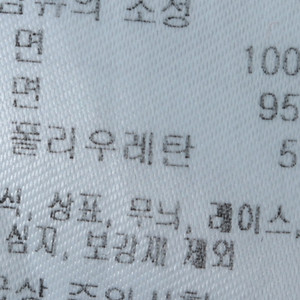 섬유의 조성
면 100
면 95
폴리우레탄 5
식, 상표, 무늬, 레이스,
심지, 보강재 제외